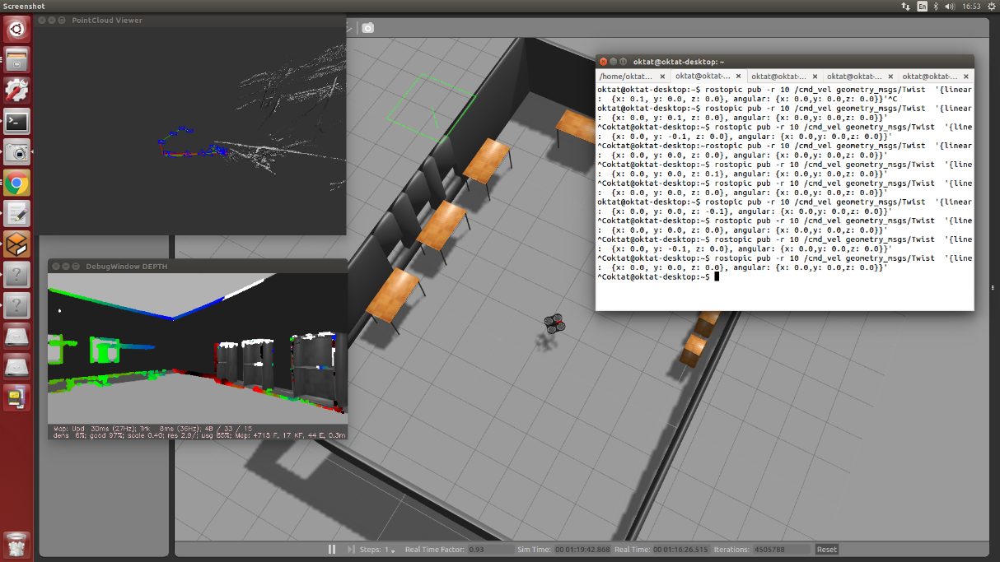 Screenshot
En
16:53
PointCloud Viewer
oktat@oktat-desktop: ~
/home/oktat...
oktat@oktat-...
oktat@oktat-...
oktat@oktat-...
oktat@oktat-...
oktat@oktat-desktop:~$ rostopic pub -r 10 /cmd_vel geometry_msgs/Twist '{linear
: {x: 0.1, y: 0.0, z: 0.0}, angular: {x: 0.0,y: 0.0,z: 0.0}}'^C
oktat@oktat-desktop:~$ rostopic pub -r 10 /cmd_vel geometry_msgs/Twist '{linear
: {x: 0.0, y: 0.1, z: 0.0}, angular: {x: 0.0,y: 0.0,z: 0.0}}'
^Coktat@oktat-desktop:~$ rostopic pub -r 10 /cmd_vel geometry_msgs/Twist '{line
: {x: 0.0, y: -0.1, z: 0.0}, angular: {x: 0.0,y: 0.0,z: 0.0}}'
^Coktat@oktat-desktop:~rostopic pub -r 10 /cmd_vel geometry_msgs/Twist '{line
: {x: 0.0, y: 0.0, z: 0.0}, angular: {x: 0.0,y: 0.0,z: 0.0}}'
^Coktat@oktat-desktop:~$ rostopic pub -r 10 /cmd_vel geometry_msgs/Twist '{line
: {x: 0.0, y: 0.0, z: 0.1}, angular: {x: 0.0,y: 0.0,z: 0.0}}'
^Coktat@oktat-desktop:~$ rostopic pub -r 10 /cmd_vel geometry_msgs/Twist '{line
: {x: 0.0, y: 0.0, z: 0.0}, angular: {x: 0.0,y: 0.0,z: 0.0}}'
oktat@oktat-desktop:~$ rostopic pub -r 10 /cmd_vel geometry_msgs/Twist '{linear
: {x: 0.0, y: 0.0, z: -0.1}, angular: {x: 0.0,y: 0.0,z: 0.0}}'
^Coktat@oktat-desktop:~$ rostopic pub -r 10 /cmd_vel geometry_msgs/Twist '{line
: {x: 0.0, y: 0.0, z: 0.0}, angular: {x: 0.0,y: 0.0,z: 0.0}}'
^Coktat@oktat-desktop:~$ rostopic pub -r 10 /cmd_vel geometry_msgs/Twist '{line
: {x: 0.0, y: -0.1, z: 0.0}, angular: {x: 0.0,y: 0.0,z: 0.0}}'
^Coktat@oktat-desktop:~$ rostopic pub -r 10 /cmd_vel geometry_msgs/Twist '{line
: {x: 0.0, y: 0.0, z: 0.0}, angular: {x: 0.0,y: 0.0,z: 0.0}}'
^Coktat@oktat-desktop:~$
DebugWindow DEPTH
Map: Upd 30ms (27Hz); Trk 8ms (36Hz); 48 / 33 / 15
dens 6%; good 97%; scale 0.40; res 2.9/; usg 85%; Map: 4715 F, 17 KF, 44 E, 0.3m
Steps: 1 Real Time Factor: 0.93 Sim Time: 00 01:19:42.868 Real Time: 00 01:16:26.515 Iterations: 4505788 Reset